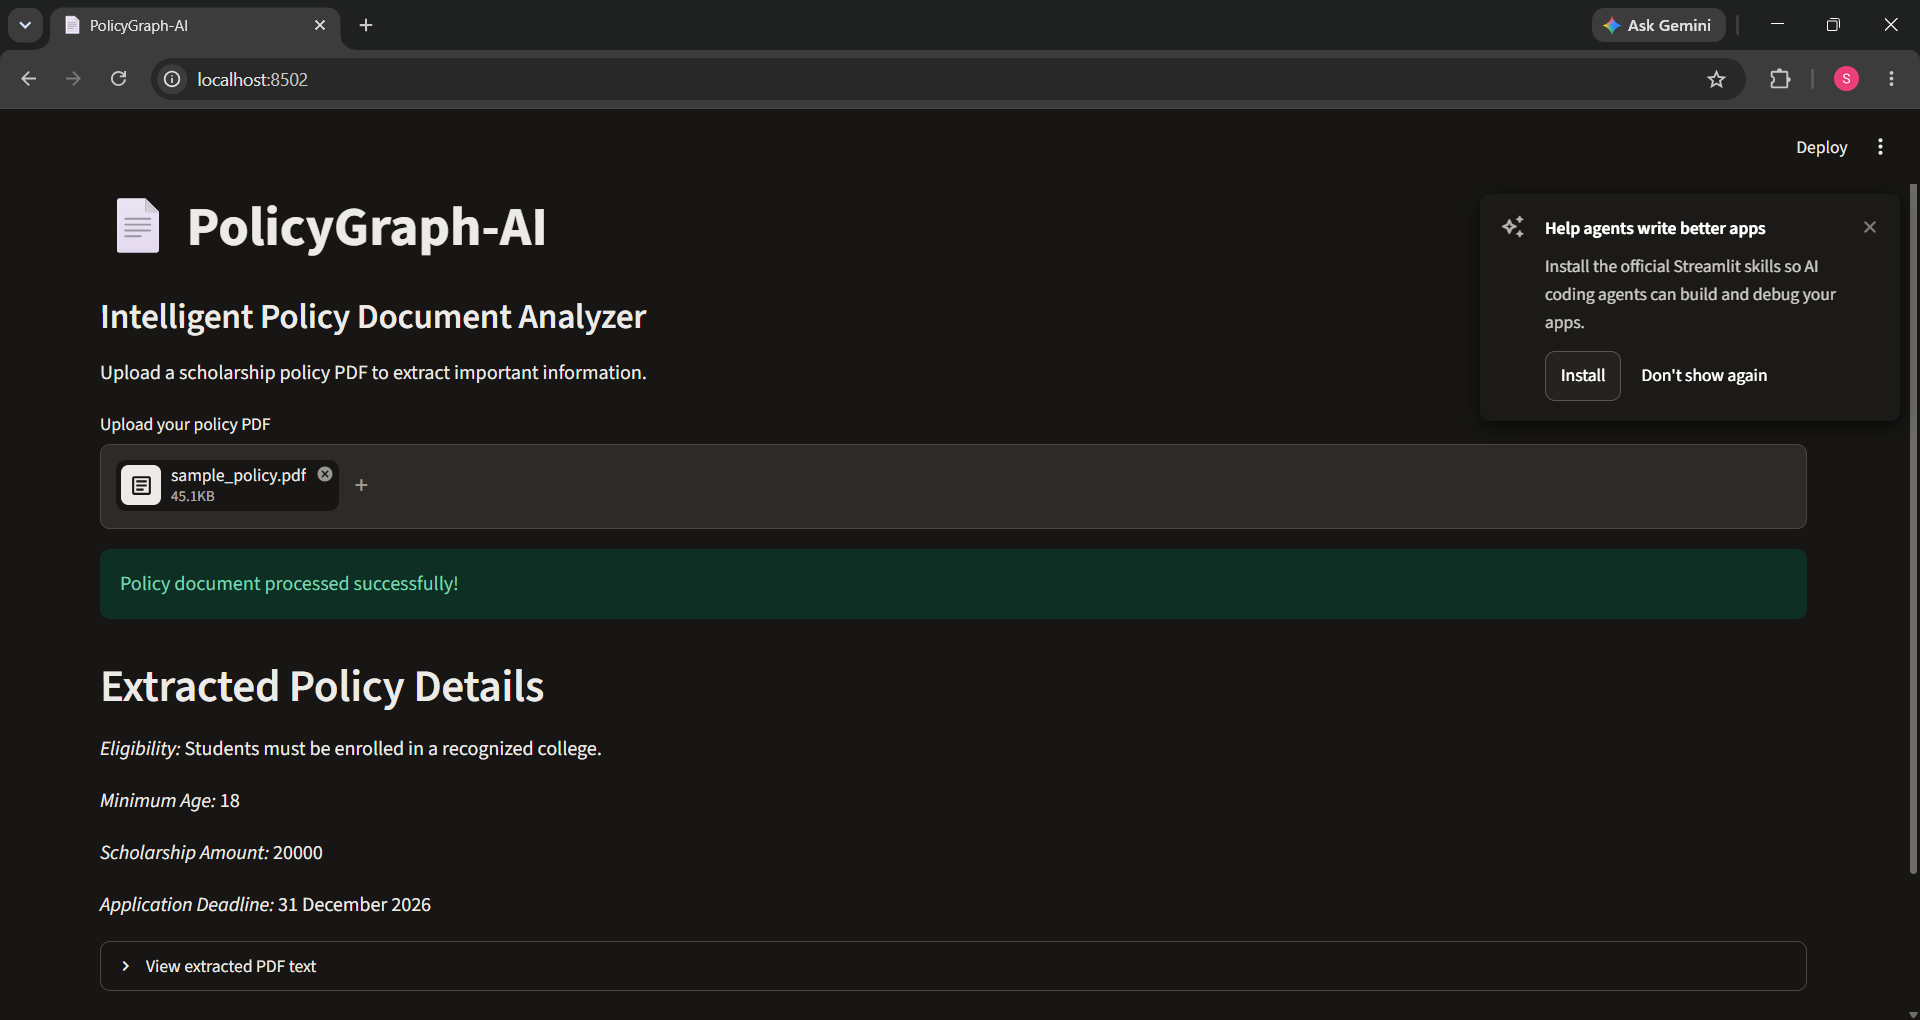 PolicyGraph-AI
Ask Gemini
localhost:8502
S
Deploy
PolicyGraph-AI
Help agents write better apps
Install the official Streamlit skills so AI
coding agents can build and debug your
apps.
Install
Don't show again
Intelligent Policy Document Analyzer
Upload a scholarship policy PDF to extract important information.
Upload your policy PDF
sample_policy.pdf
45.1KB
Policy document processed successfully!
Extracted Policy Details
Eligibility: Students must be enrolled in a recognized college.
Minimum Age: 18
Scholarship Amount: 20000
Application Deadline: 31 December 2026
View extracted PDF text